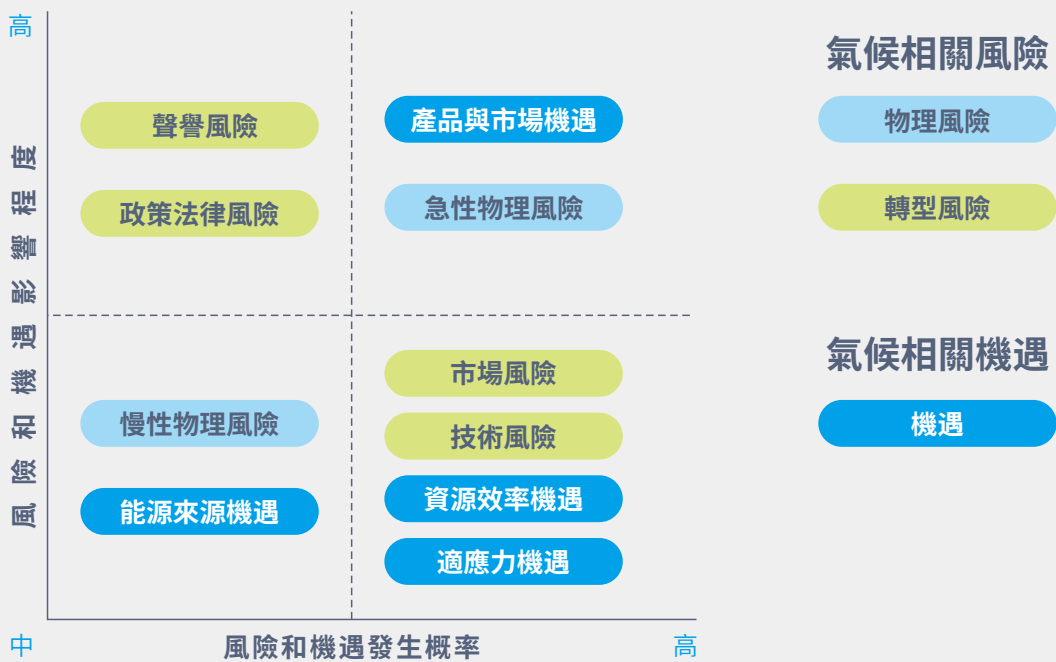 高
風險和機遇影響程度
聲譽風險
政策法律風險
產品與市場機遇
急性物理風險
慢性物理風險
能源來源機遇
市場風險
技術風險
資源效率機遇
適應力機遇
中
風險和機遇發生概率
高
氣候相關風險
物理風險
轉型風險
氣候相關機遇
機遇